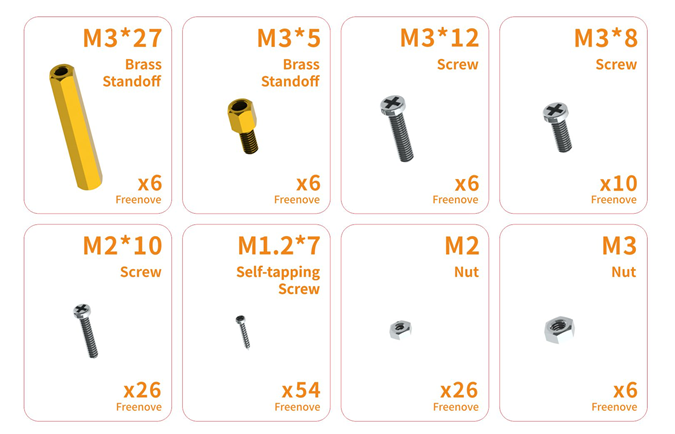 M3*27
Brass
Standoff
x6
Freenove
M3*5
Brass
Standoff
x6
Freenove
M3*12
Screw
x6
Freenove
M3*8
Screw
x10
Freenove
M2*10
Screw
x26
Freenove
M1.2*7
Self-tapping
Screw
x54
Freenove
M2
Nut
x26
Freenove
M3
Nut
x6
Freenove